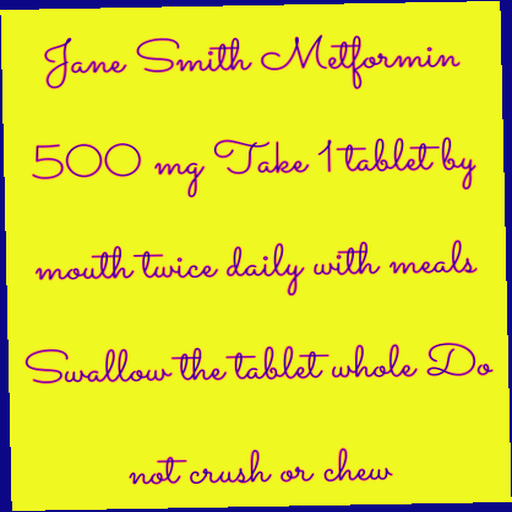 Jane Smith Metformin
500 mg Take 1 tablet by
mouth twice daily with meals
Swallow the tablet whole Do
not crush or chew